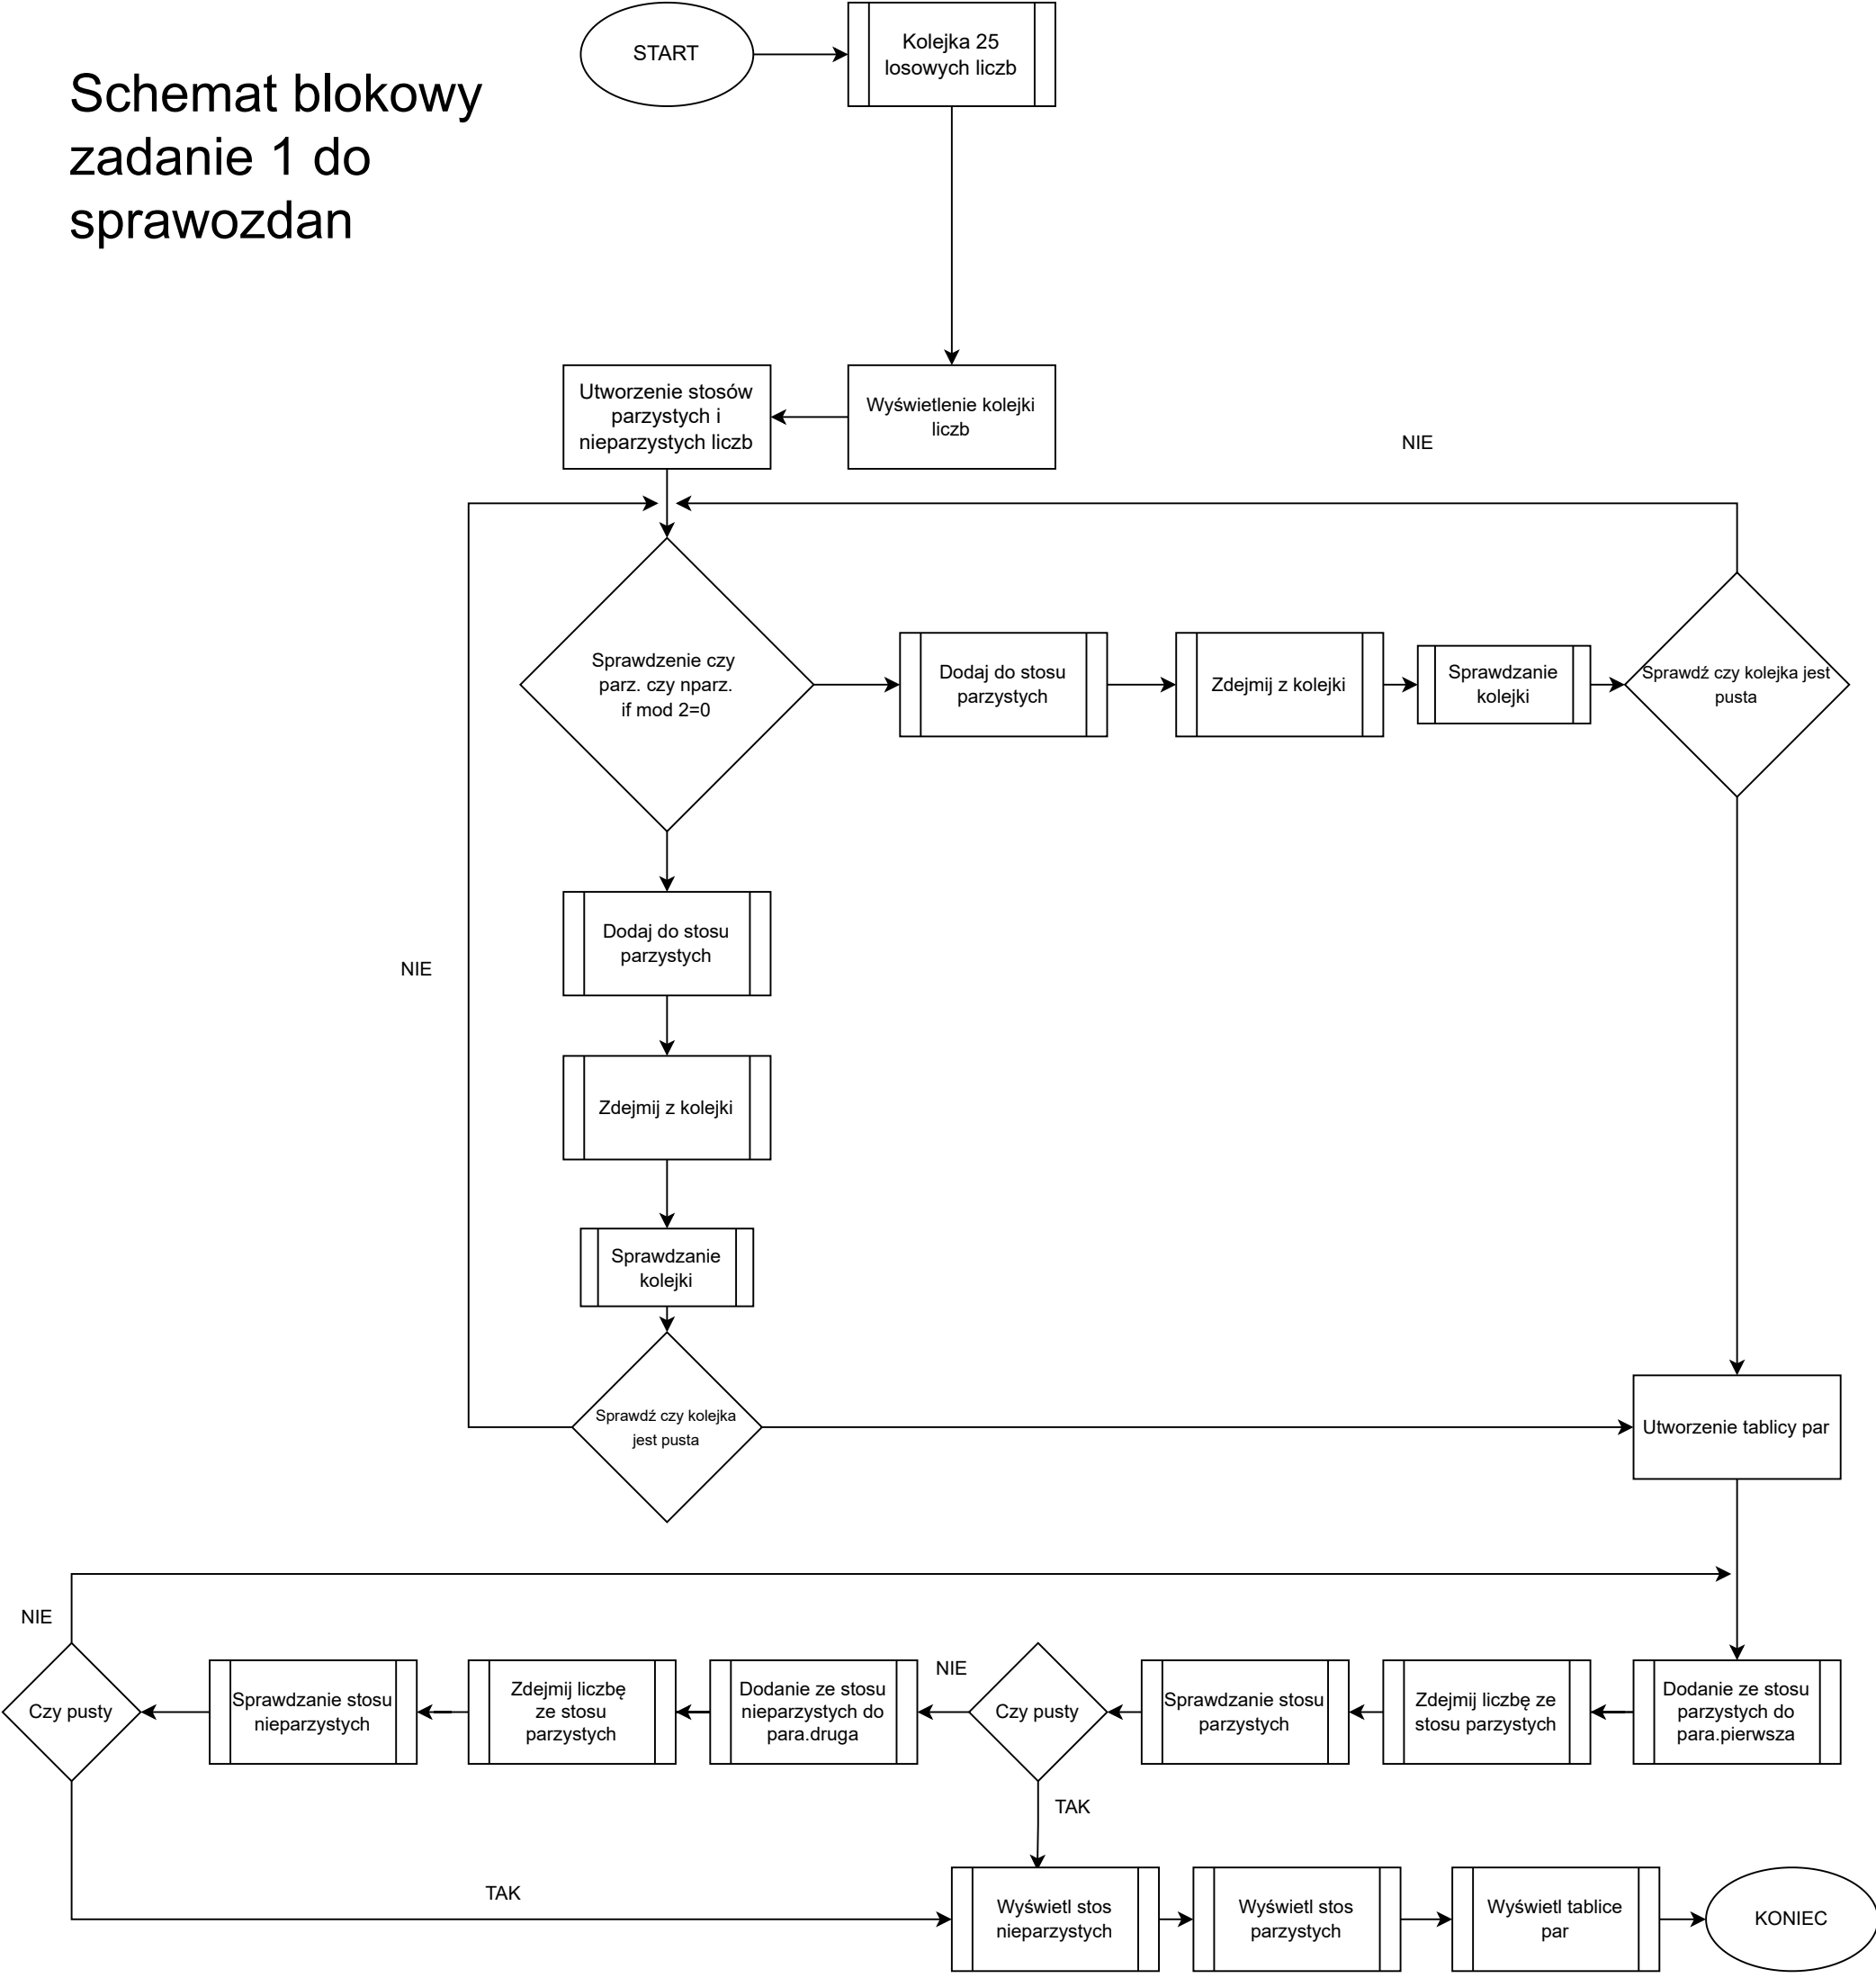 START
Kolejka 25
losowych liczb
Schemat blokowy
zadanie 1 do
sprawozdan
Utworzenie stosów
parzystych i
nieparzystych liczb
Wyświetlenie kolejki
liczb
NIE
Sprawdzenie czy
parz. czy nparz.
if mod 2=0
Dodaj do stosu
parzystych
Zdejmij z kolejki
Sprawdzanie
kolejki
Sprawdź czy kolejka jest
pusta
Dodaj do stosu
parzystych
NIE
Zdejmij z kolejki
Sprawdzanie
kolejki
Sprawdź czy kolejka
jest pusta
Utworzenie tablicy par
NIE
Czy pusty
Sprawdzanie stosu
nieparzystych
Zdejmij liczbę
ze stosu
parzystych
Dodanie ze stosu
nieparzystych do
para.druga
NIE
Czy pusty
Sprawdzanie stosu
parzystych
Zdejmij liczbę ze
stosu parzystych
Dodanie ze stosu
parzystych do
para.pierwsza
TAK
TAK
Wyświetl stos
nieparzystych
Wyświetl stos
parzystych
Wyświetl tablice
par
KONIEC